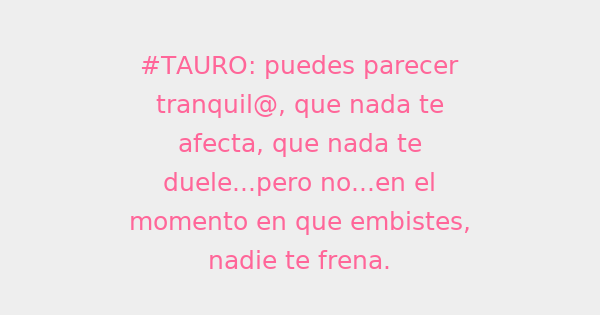 #TAURO: puedes parecer
tranquil@, que nada te
afecta, que nada te
duele...pero no...en el
momento en que embistes,
nadie te frena.